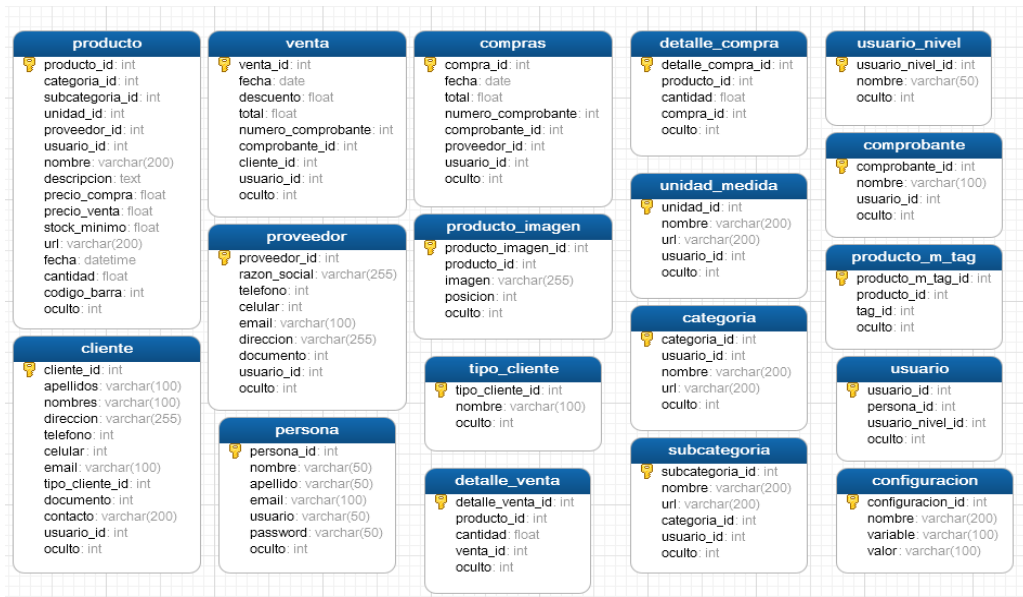 producto
producto_id: int
categoria_id: int
subcategoria_id: int
unidad_id: int
proveedor_id: int
usuario_id: int
nombre: varchar(200)
descripcion: text
precio_compra: float
precio_venta: float
stock_minimo: float
url: varchar(200)
fecha: datetime
cantidad: float
codigo_barra: int
oculto: int
cliente
cliente_id: int
apellidos: varchar(100)
nombres: varchar(100)
direccion: varchar(255)
telefono: int
celular: int
email: varchar(100)
tipo_cliente_id: int
documento: int
contacto: varchar(200)
usuario_id: int
oculto: int
venta
venta_id: int
fecha: date
descuento: float
total: float
numero_comprobante: int
comprobante_id: int
cliente_id: int
usuario_id: int
oculto: int
proveedor
proveedor_id: int
razon_social: varchar(255)
telefono: int
celular: int
email: varchar(100)
direccion: varchar(255)
documento: int
usuario_id: int
oculto: int
persona
persona_id: int
nombre: varchar(50)
apellido: varchar(50)
email: varchar(100)
usuario: varchar(50)
password: varchar(50)
oculto: int
compras
compra_id: int
fecha: date
total: float
numero_comprobante: int
comprobante_id: int
proveedor_id: int
usuario_id: int
oculto: int
producto_imagen
producto_imagen_id: int
producto_id: int
imagen: varchar(255)
posicion: int
oculto: int
tipo_cliente
tipo_cliente_id: int
nombre: varchar(100)
oculto: int
detalle_venta
detalle_venta_id: int
producto_id: int
cantidad: float
venta_id: int
oculto: int
detalle_compra
detalle_compra_id: int
producto_id: int
cantidad: float
compra_id: int
oculto: int
unidad_medida
unidad_id: int
nombre: varchar(200)
url: varchar(200)
usuario_id: int
oculto: int
categoria
categoria_id: int
usuario_id: int
nombre: varchar(200)
url: varchar(200)
oculto: int
subcategoria
subcategoria_id: int
nombre: varchar(200)
url: varchar(200)
categoria_id: int
usuario_id: int
oculto: int
usuario_nivel
usuario_nivel_id: int
nombre: varchar(50)
oculto: int
comprobante
comprobante_id: int
nombre: varchar(100)
usuario_id: int
oculto: int
producto_m_tag
producto_m_tag_id: int
producto_id: int
tag_id: int
oculto: int
usuario
usuario_id: int
persona_id: int
usuario_nivel_id: int
oculto: int
configuracion
configuracion_id: int
nombre: varchar(200)
variable: varchar(100)
valor: varchar(100)